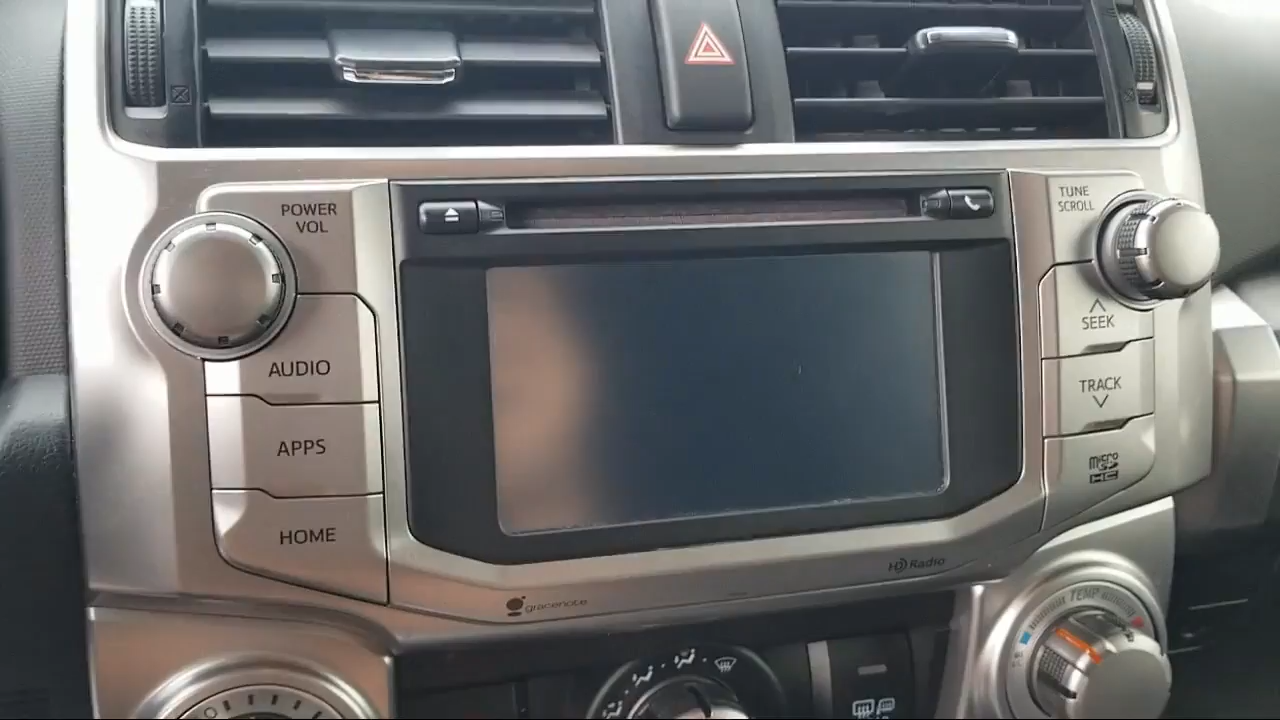 POWER
VOL
TUNE
SCROLL
AUDIO
SEEK
APPS
TRACK
HOME
micro
HC
HD Radio
gracenote
TEMP